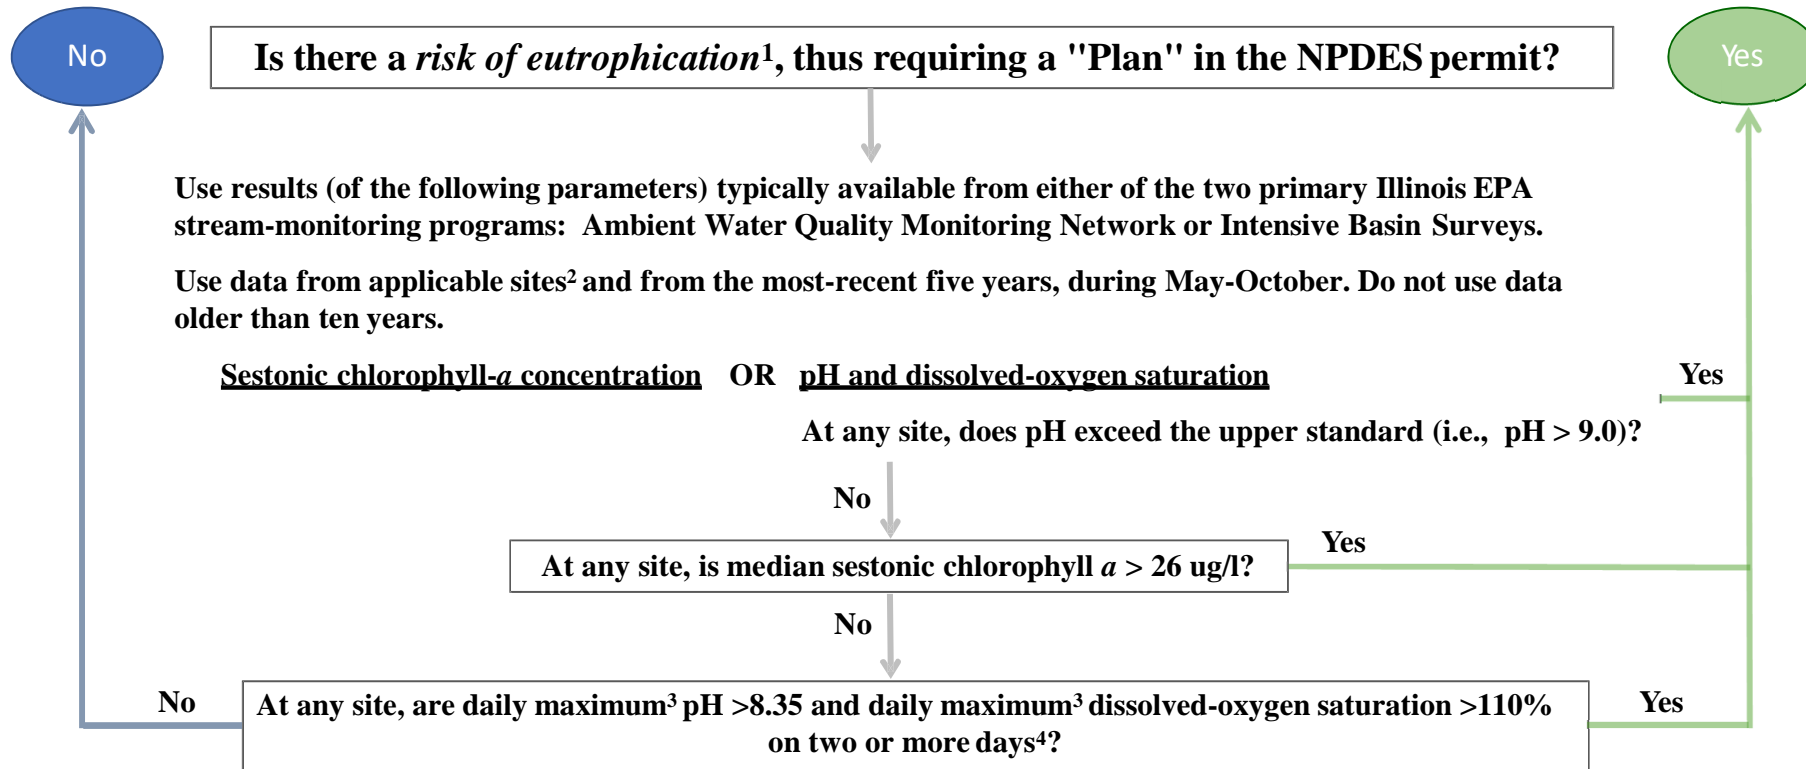 No
Is there a risk of eutrophication¹, thus requiring a "Plan" in the NPDES permit?
Yes
Use results (of the following parameters) typically available from either of the two primary Illinois EPA
stream-monitoring programs: Ambient Water Quality Monitoring Network or Intensive Basin Surveys.
Use data from applicable sites² and from the most-recent five years, during May-October. Do not use data
older than ten years.
Sestonic chlorophyll-a concentration OR pH and dissolved-oxygen saturation
Yes
At any site, does pH exceed the upper standard (i.e., pH > 9.0)?
No
At any site, is median sestonic chlorophyll a > 26 ug/l?
Yes
No
No
At any site, are daily maximum³ pH >8.35 and daily maximum³ dissolved-oxygen saturation >110%
on two or more days⁴?
Yes